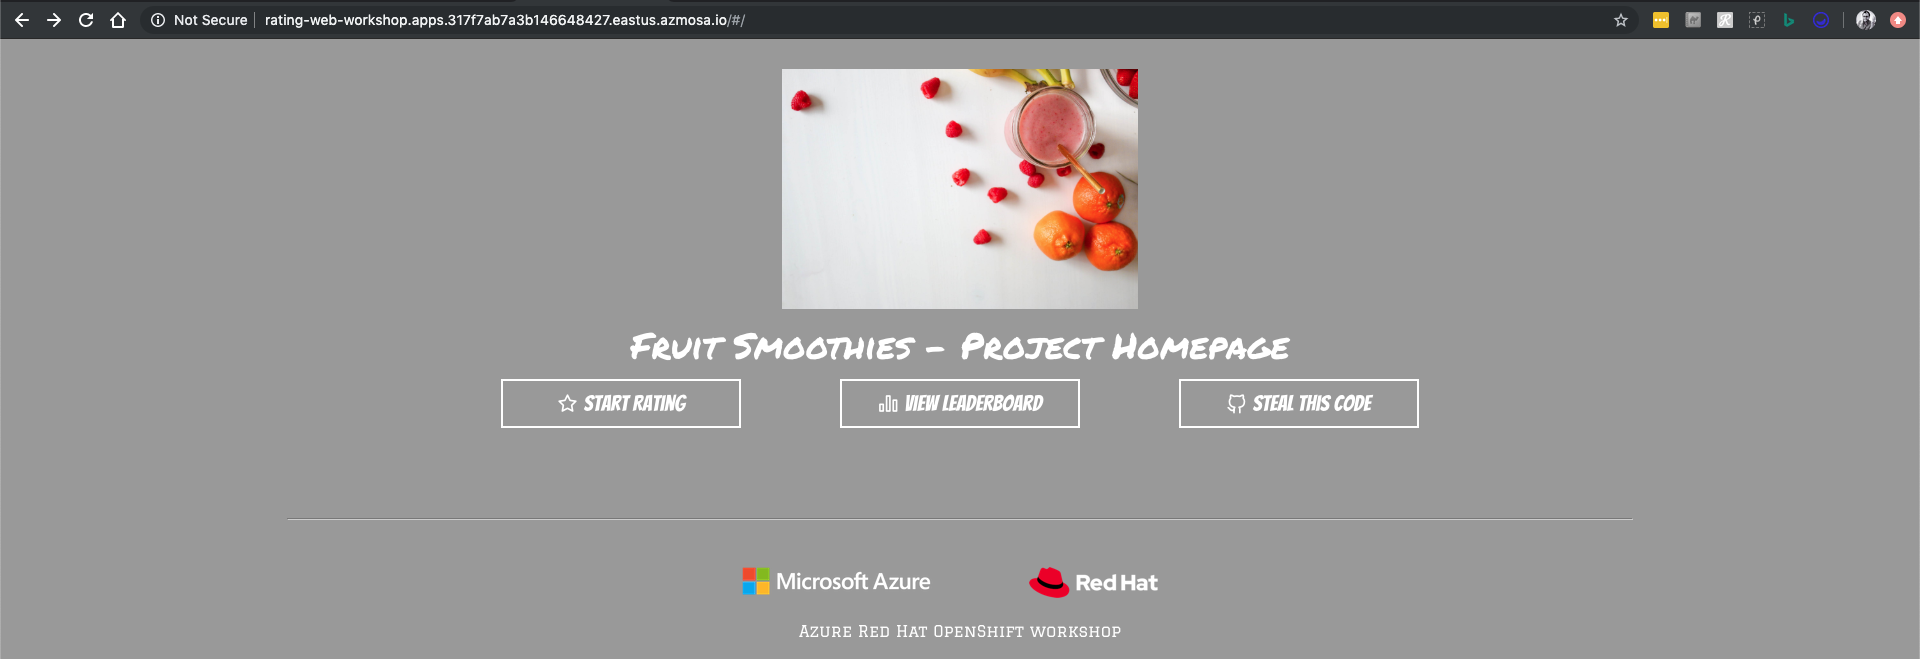 Not Secure rating-web-workshop.apps.317f7ab7a3b146648427.eastus.azmosa.io/#/
Fruit Smoothies - Project Homepage
START RATING
VIEW LEADERBOARD
STEAL THIS CODE
Microsoft Azure
Red Hat
Azure Red Hat OpenShift workshop